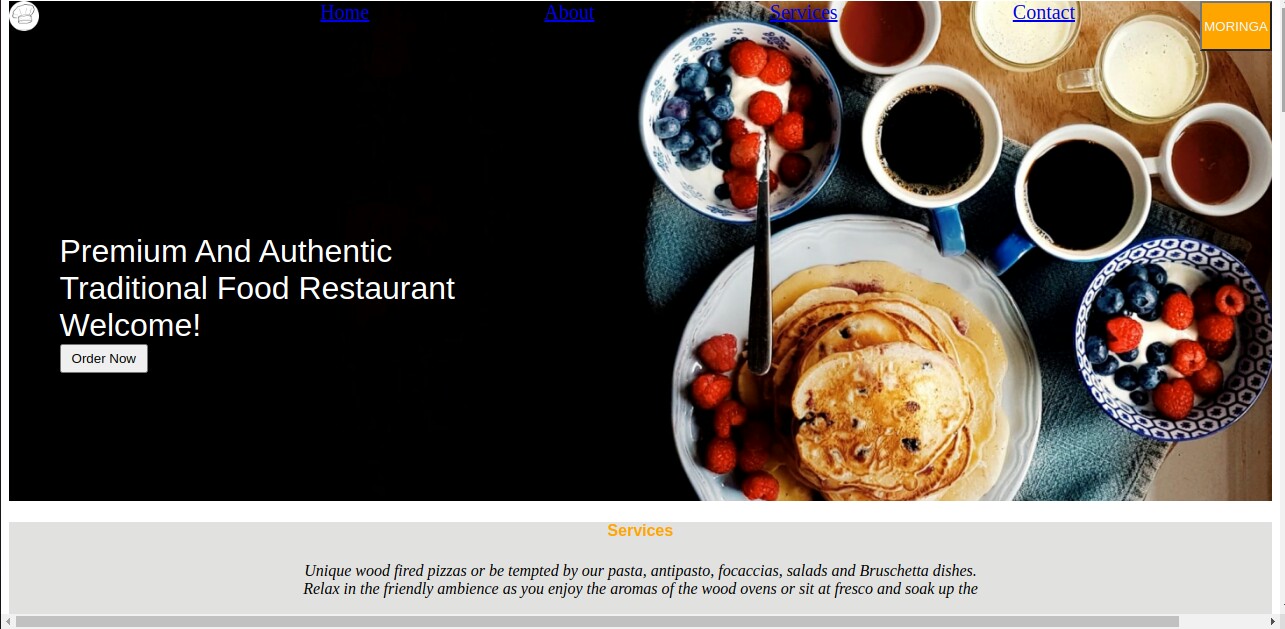 Home About Services Contact MORINGA
Premium And Authentic
Traditional Food Restaurant
Welcome!
Order Now
Services
Unique wood fired pizzas or be tempted by our pasta, antipasto, focaccias, salads and Bruschetta dishes.
Relax in the friendly ambience as you enjoy the aromas of the wood ovens or sit at fresco and soak up the